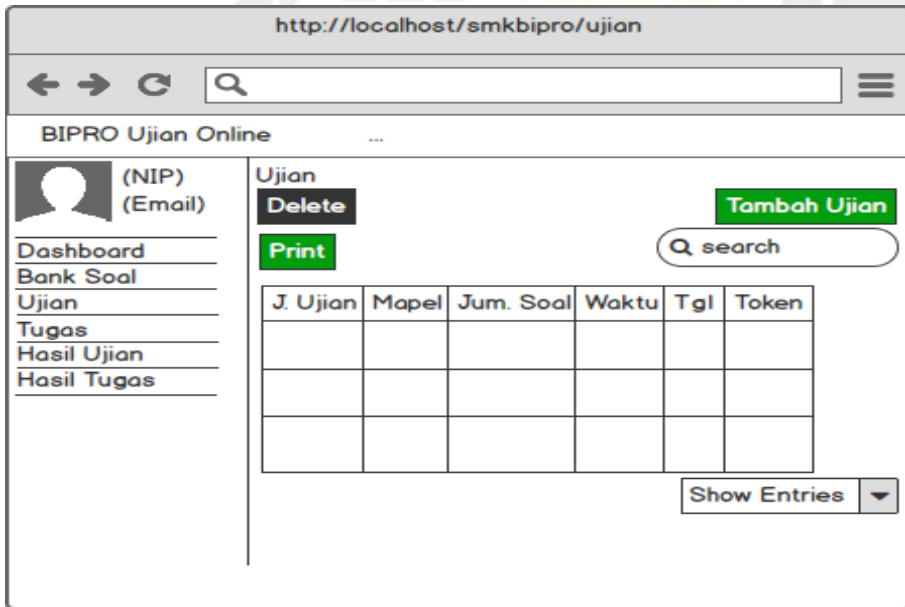 http://localhost/smkbipro/ujian
BIPRO Ujian Online ...
(NIP)
(Email)
Dashboard
Bank Soal
Ujian
Tugas
Hasil Ujian
Hasil Tugas
Ujian
Delete
Tambah Ujian
Print
search
J. Ujian Mapel Jum. Soal Waktu Tgl Token
Show Entries